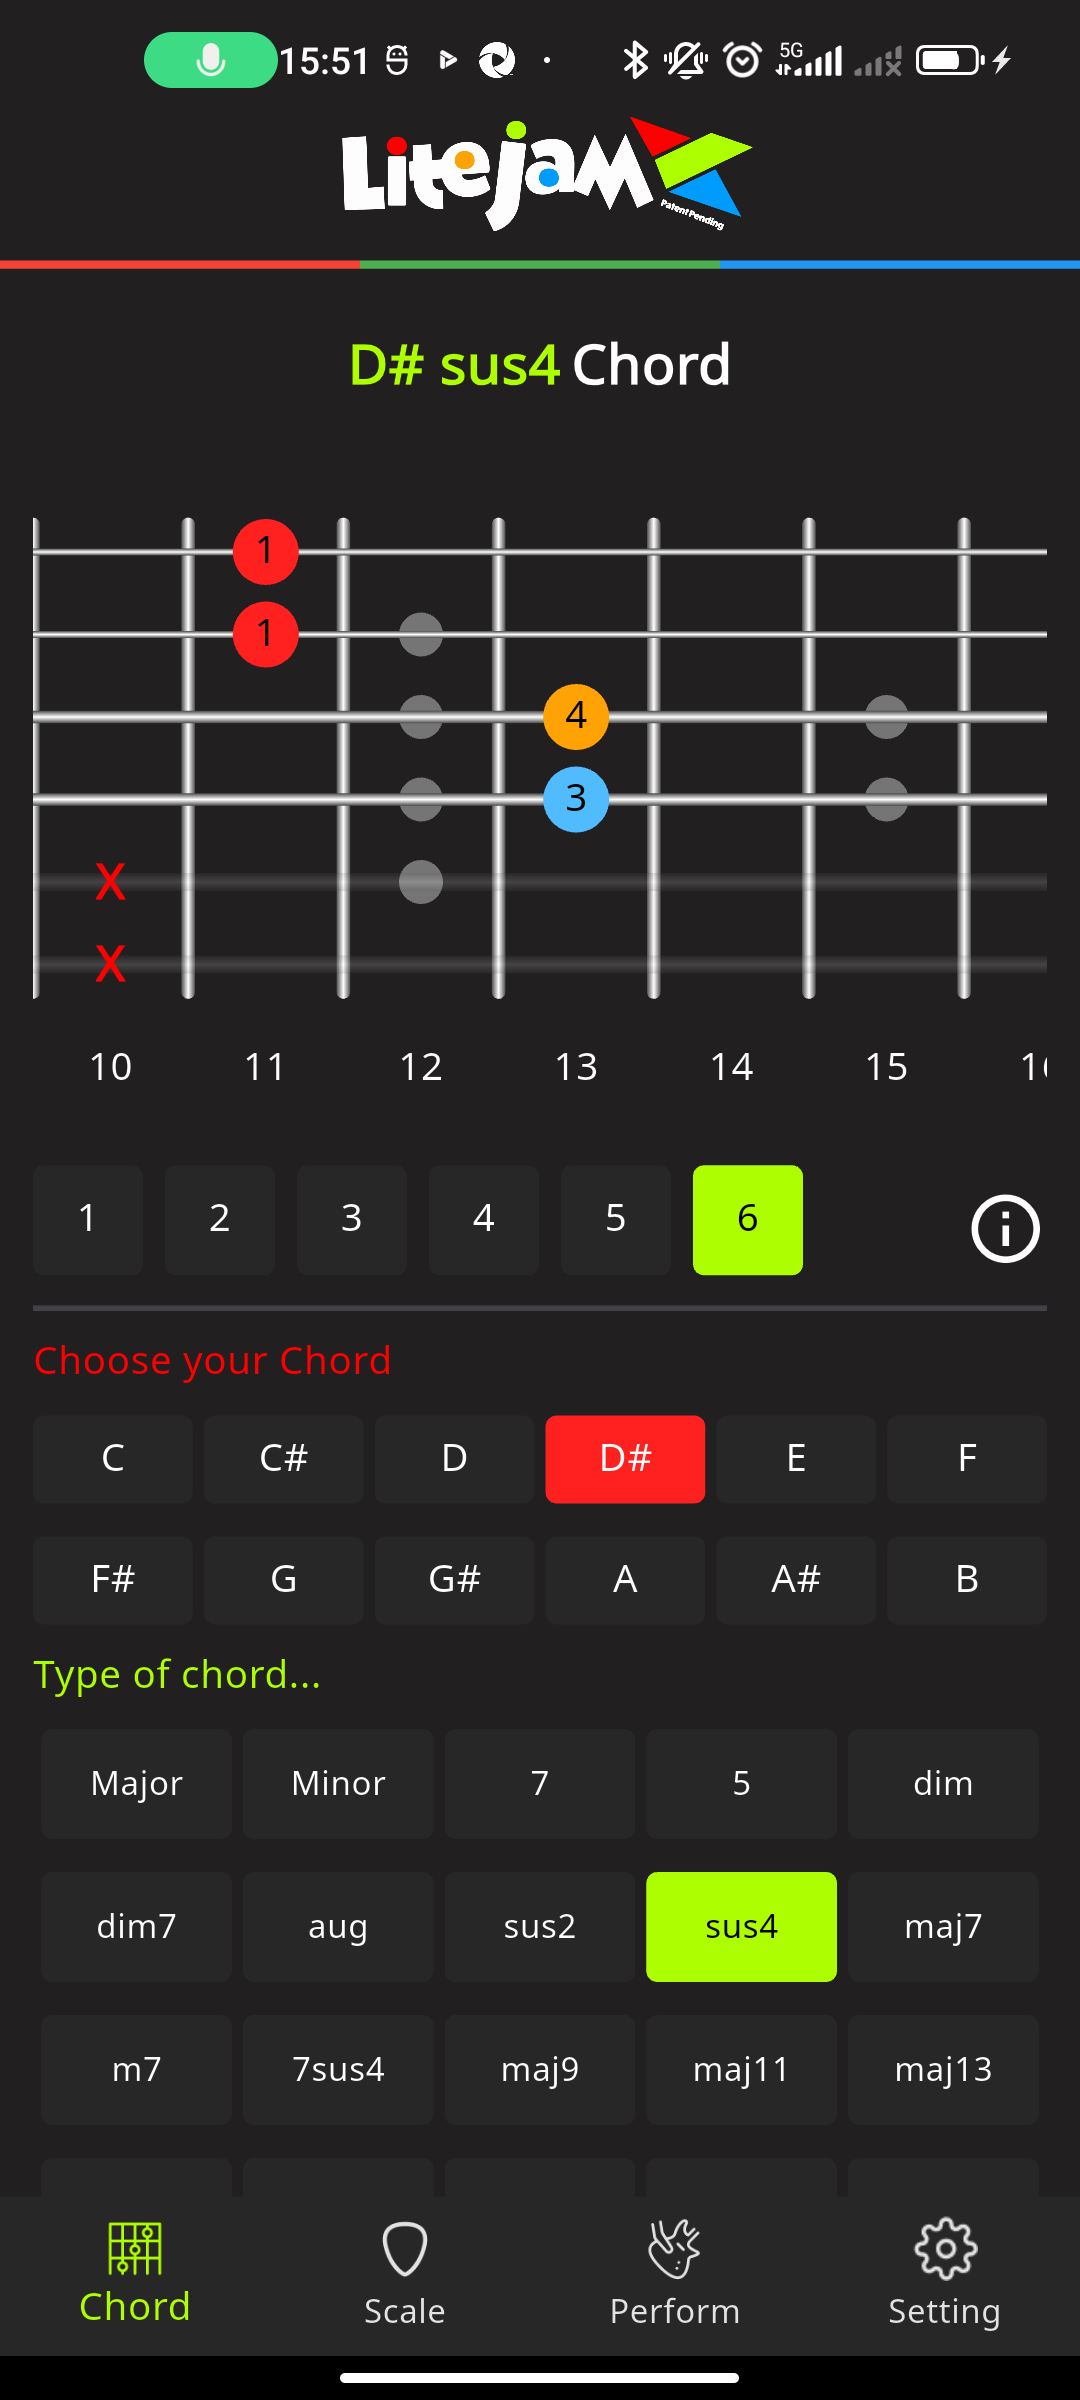 15:51 5G
Litejam
Patent Pending
D# sus4 Chord
1
1
4
3
X
X
10 11 12 13 14 15
1 2 3 4 5 6
Choose your Chord
C C# D D# E F
F# G G# A A# B
Type of chord...
Major Minor 7 5 dim
dim7 aug sus2 sus4 maj7
m7 7sus4 maj9 maj11 maj13
Chord Scale Perform Setting